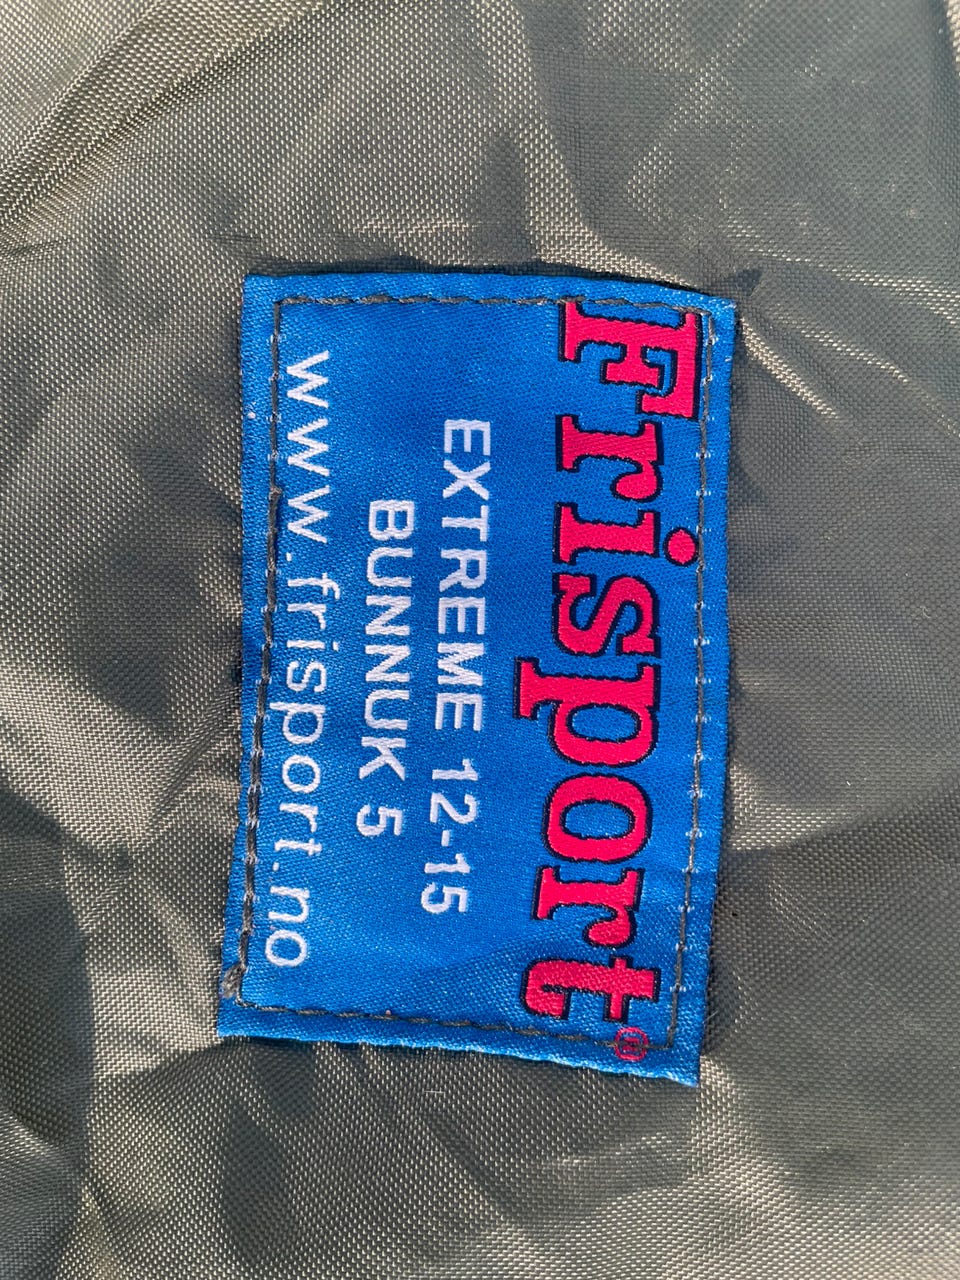 Frisport®
EXTREME 12-15
BUNNUK 5
www.frisport.no